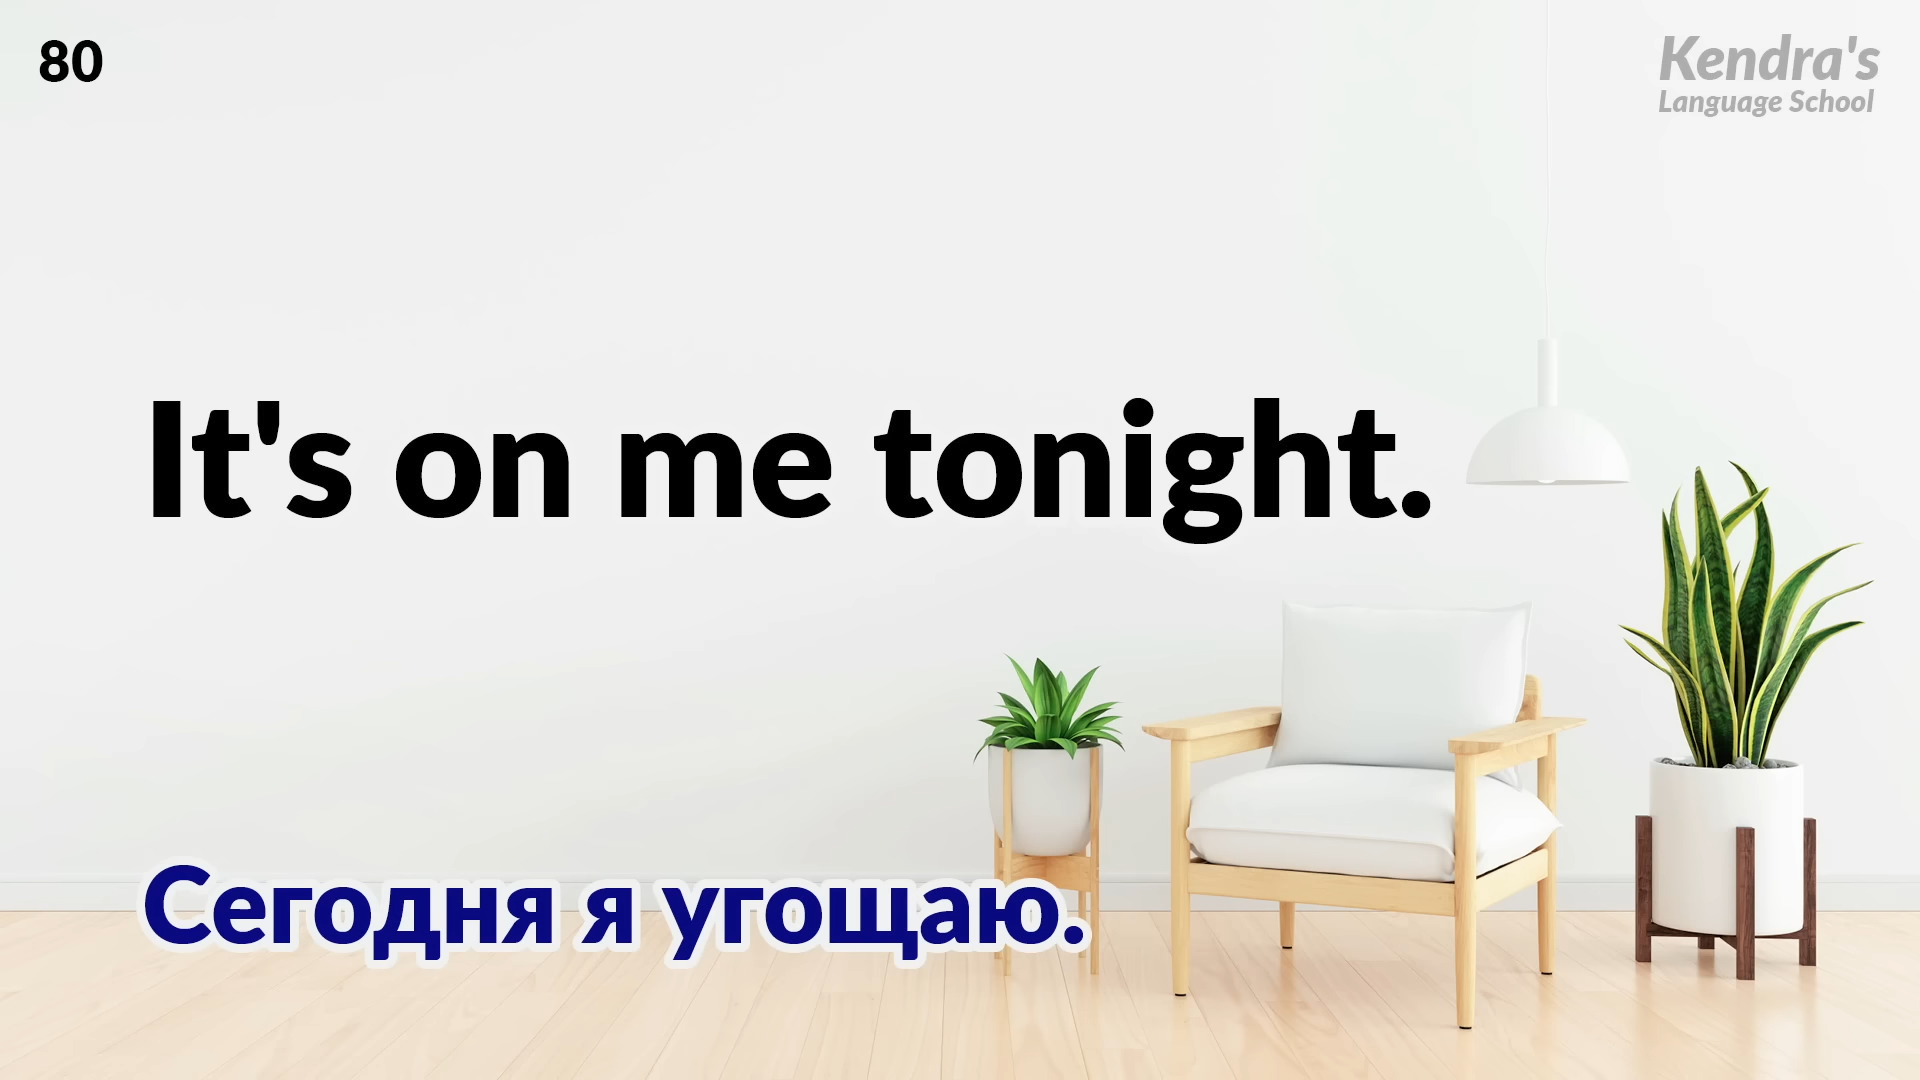 80
Kendra's
Language School
It's on me tonight.
Сегодня я угощаю.